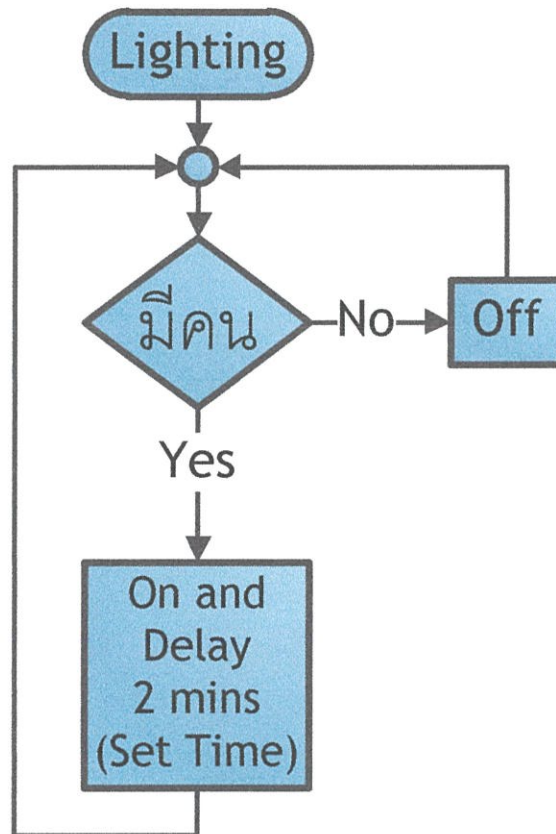 Lighting
มีคน
No
Off
Yes
On and
Delay
2 mins
(Set Time)